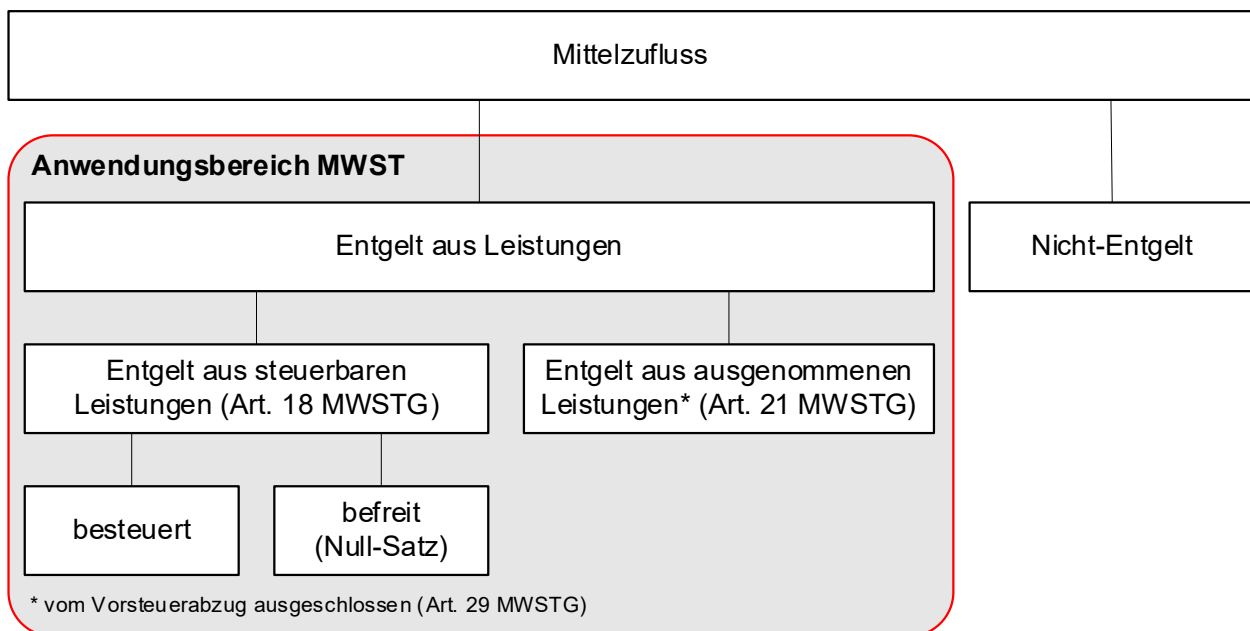 Mittelzufluss
Anwendungsbereich MWST
Entgelt aus Leistungen
Nicht-Entgelt
Entgelt aus steuerbaren
Leistungen (Art. 18 MWSTG)
Entgelt aus ausgenommenen
Leistungen* (Art. 21 MWSTG)
besteuert
befreit
(Null-Satz)
* vom Vorsteuerabzug ausgeschlossen (Art. 29 MWSTG)